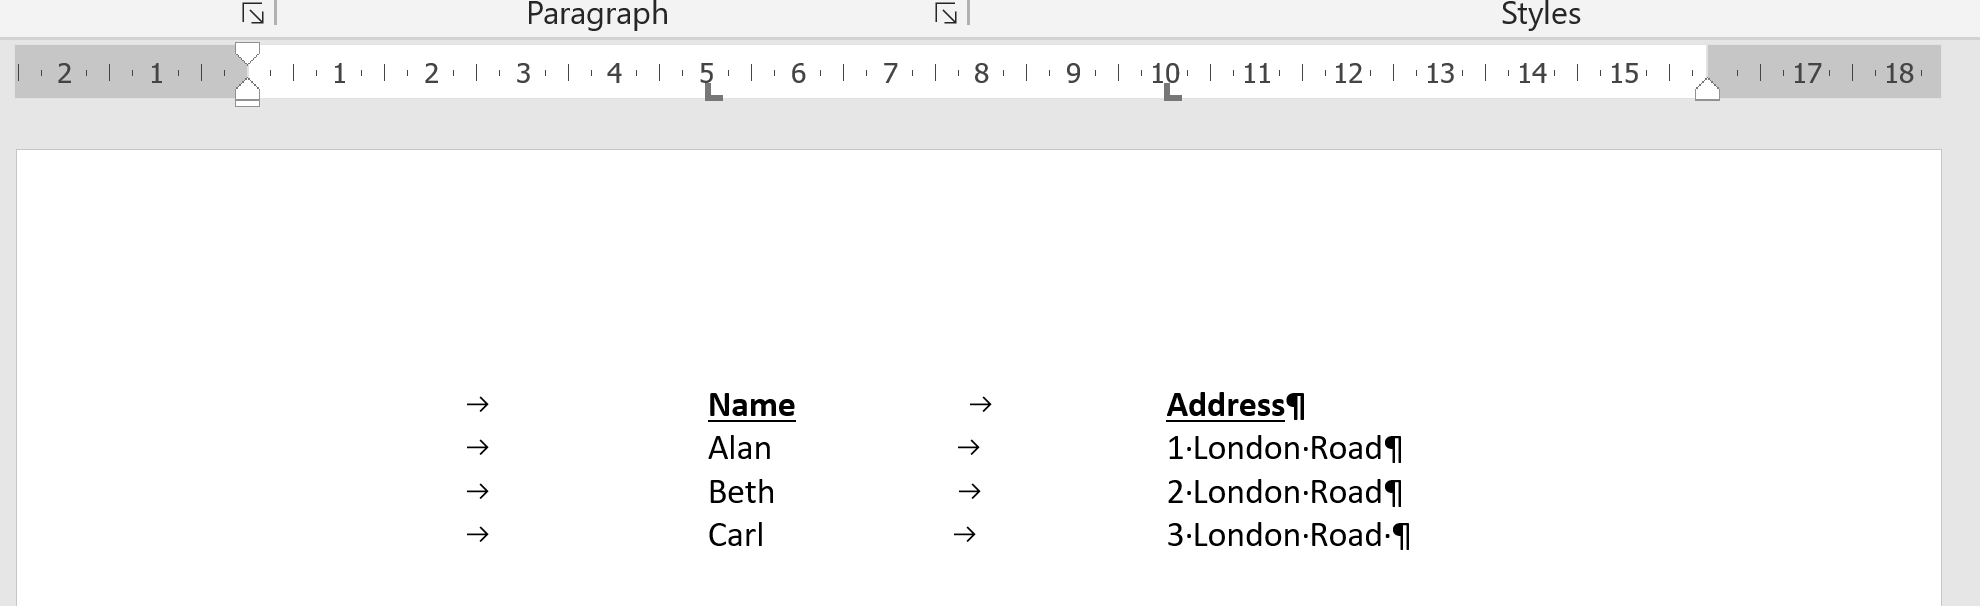 Paragraph Styles
2 1 1 2 3 4 5 6 7 8 9 10 11 12 13 14 15 17 18
→ Name → Address¶
→ Alan → 1·London·Road¶
→ Beth → 2·London·Road¶
→ Carl → 3·London·Road·¶